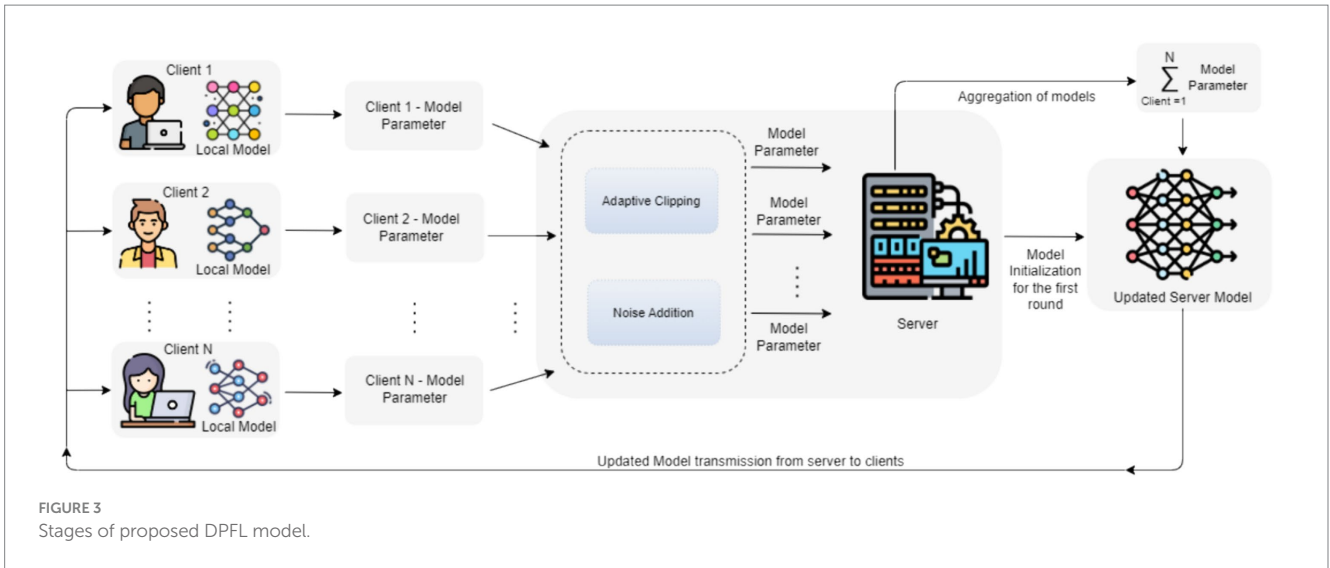 Client 1
Local Model
Client 1 - Model
Parameter
Client 2
Local Model
Client 2 - Model
Parameter
Client N
Local Model
Client N - Model
Parameter
Adaptive Clipping
Noise Addition
Model
Parameter
Model
Parameter
Model
Parameter
Server
Aggregation of models
N
∑
Client =1
Model
Parameter
Model
Initialization
for the first
round
Updated Server Model
Updated Model transmission from server to clients
FIGURE 3
Stages of proposed DPFL model.